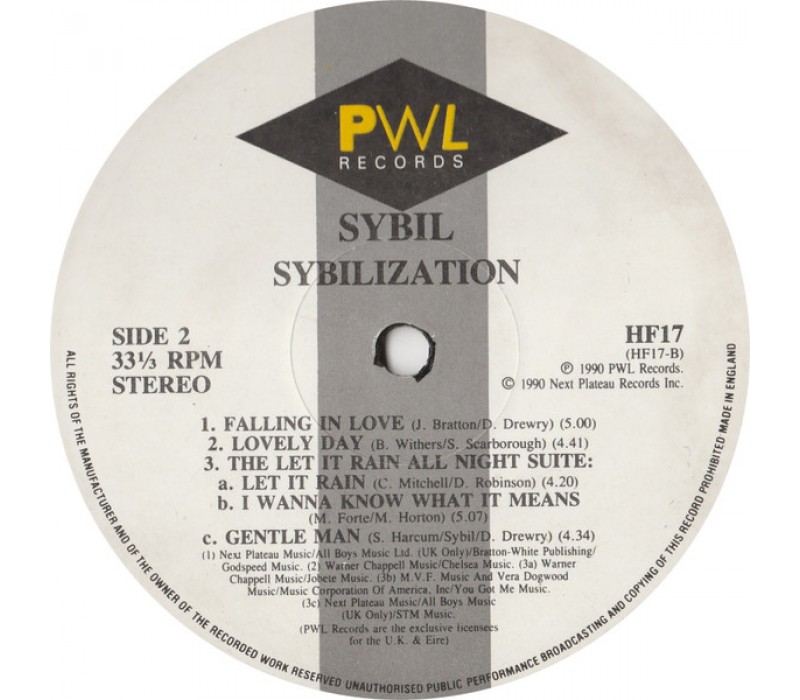 PWL
RECORDS
SYBIL
SYBILIZATION
SIDE 2
33⅓ RPM
STEREO
HF17
(HF17-B)
℗ 1990 PWL Records.
© 1990 Next Plateau Records Inc.
1. FALLING IN LOVE (J. Bratton/D. Drewry) (5.00)
2. LOVELY DAY (B. Withers/S. Scarborough) (4.41)
3. THE LET IT RAIN ALL NIGHT SUITE:
a. LET IT RAIN (C. Mitchell/D. Robinson) (4.20)
b. I WANNA KNOW WHAT IT MEANS
(M. Forte/M. Horton) (5.07)
c. GENTLE MAN (S. Harcum/Sybil/D. Drewry) (4.34)
(1) Next Plateau Music/All Boys Music Ltd. (UK Only)/Bratton-White Publishing/
Godspeed Music. (2) Warner Chappell Music/Chelsea Music. (3a) Warner
Chappell Music/Jobete Music. (3b) M.V.F. Music And Vera Dogwood
Music/Music Corporation Of America, Inc/You Got Me Music.
(3c) Next Plateau Music/All Boys Music
(UK Only)/STM Music.
(PWL Records are the exclusive licensees
for the U.K. & Eire)
ALL RIGHTS OF THE MANUFACTURER AND OF THE OWNER OF THE RECORDED WORK RESERVED UNAUTHORISED PUBLIC PERFORMANCE BROADCASTING AND COPYING OF THIS RECORD PROHIBITED MADE IN ENGLAND